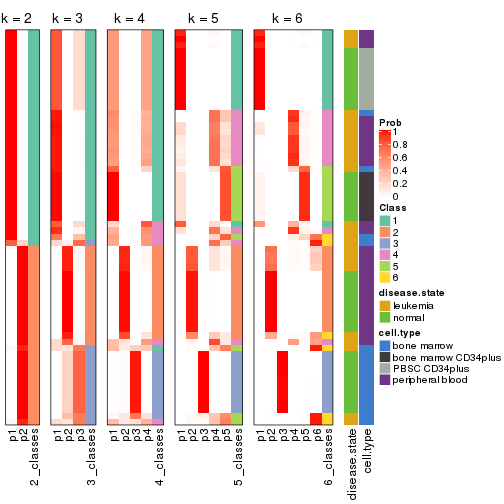 k = 2 k = 3 k = 4 k = 5 k = 6
Prob
1
0.8
0.6
0.4
0.2
0
Class
1
2
3
4
5
6
disease.state
leukemia
normal
cell.type
bone marrow
bone marrow CD34plus
PBSC CD34plus
peripheral blood
p1
p2
2_classes
p1
p2
p3
3_classes
p1
p2
p3
p4
4_classes
p1
p2
p3
p4
p5
5_classes
p1
p2
p3
p4
p5
p6
6_classes
disease.state
cell.type